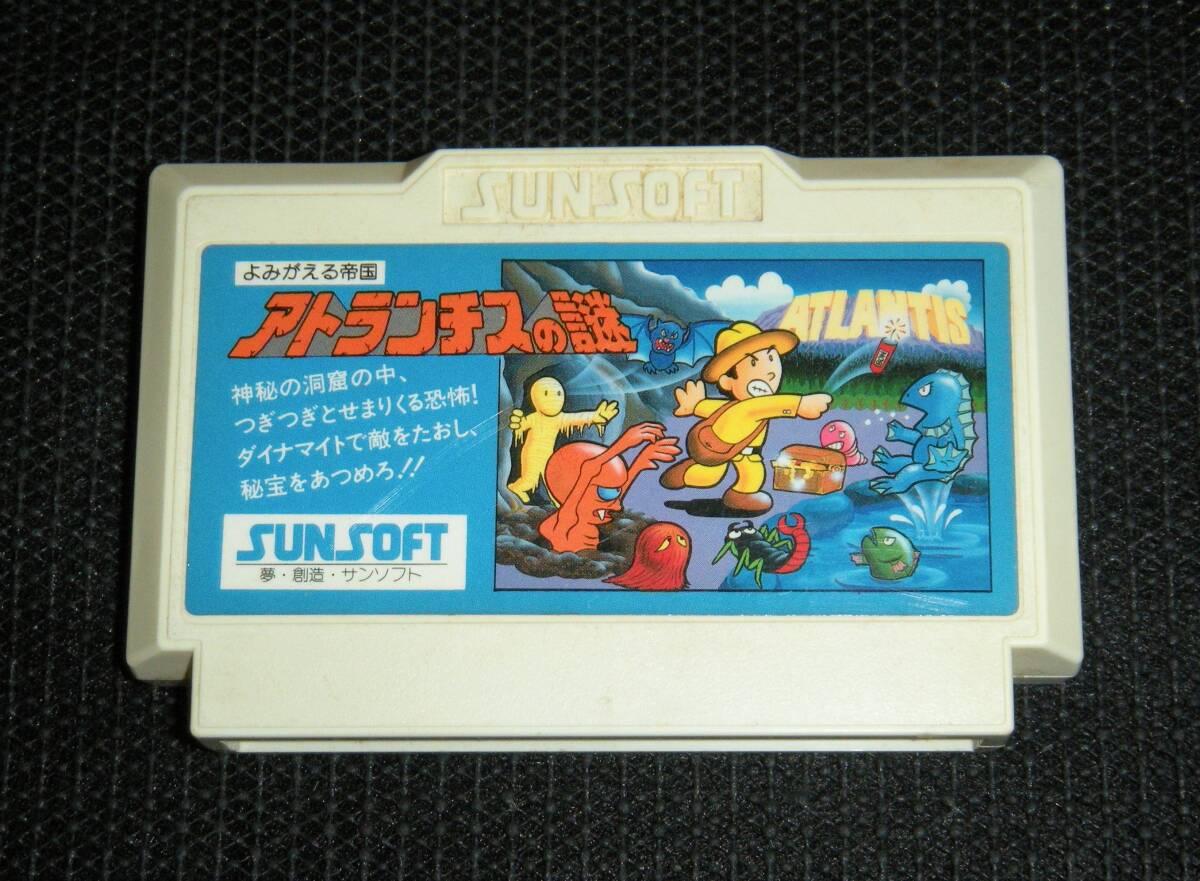 SUNSOFT
よみがえる帝国
アトランチスの謎
神秘の洞窟の中、
つぎつぎとせまりくる恐怖!
ダイナマイトで敵をたおし、
秘宝をあつめろ!!
SUNSOFT
夢・創造・サンソフト
ATLANTIS